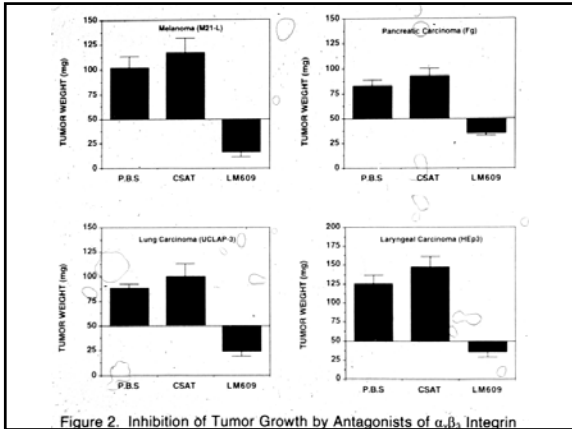 Melanoma (M21-L)
TUMOR WEIGHT (mg)
150
125
100
75
50
25
0
P.B.S CSAT LM609
Pancreatic Carcinoma (Fg)
TUMOR WEIGHT (mg)
150
125
100
75
50
25
0
P.B.S CSAT LM609
Lung Carcinoma (UCLAP-3)
TUMOR WEIGHT (mg)
150
125
100
75
50
25
0
P.B.S CSAT LM609
Laryngeal Carcinoma (HEp3)
TUMOR WEIGHT (mg)
200
175
150
125
100
75
50
25
0
P.B.S CSAT LM609
Figure 2. Inhibition of Tumor Growth by Antagonists of αᵥβ₃ Integrin